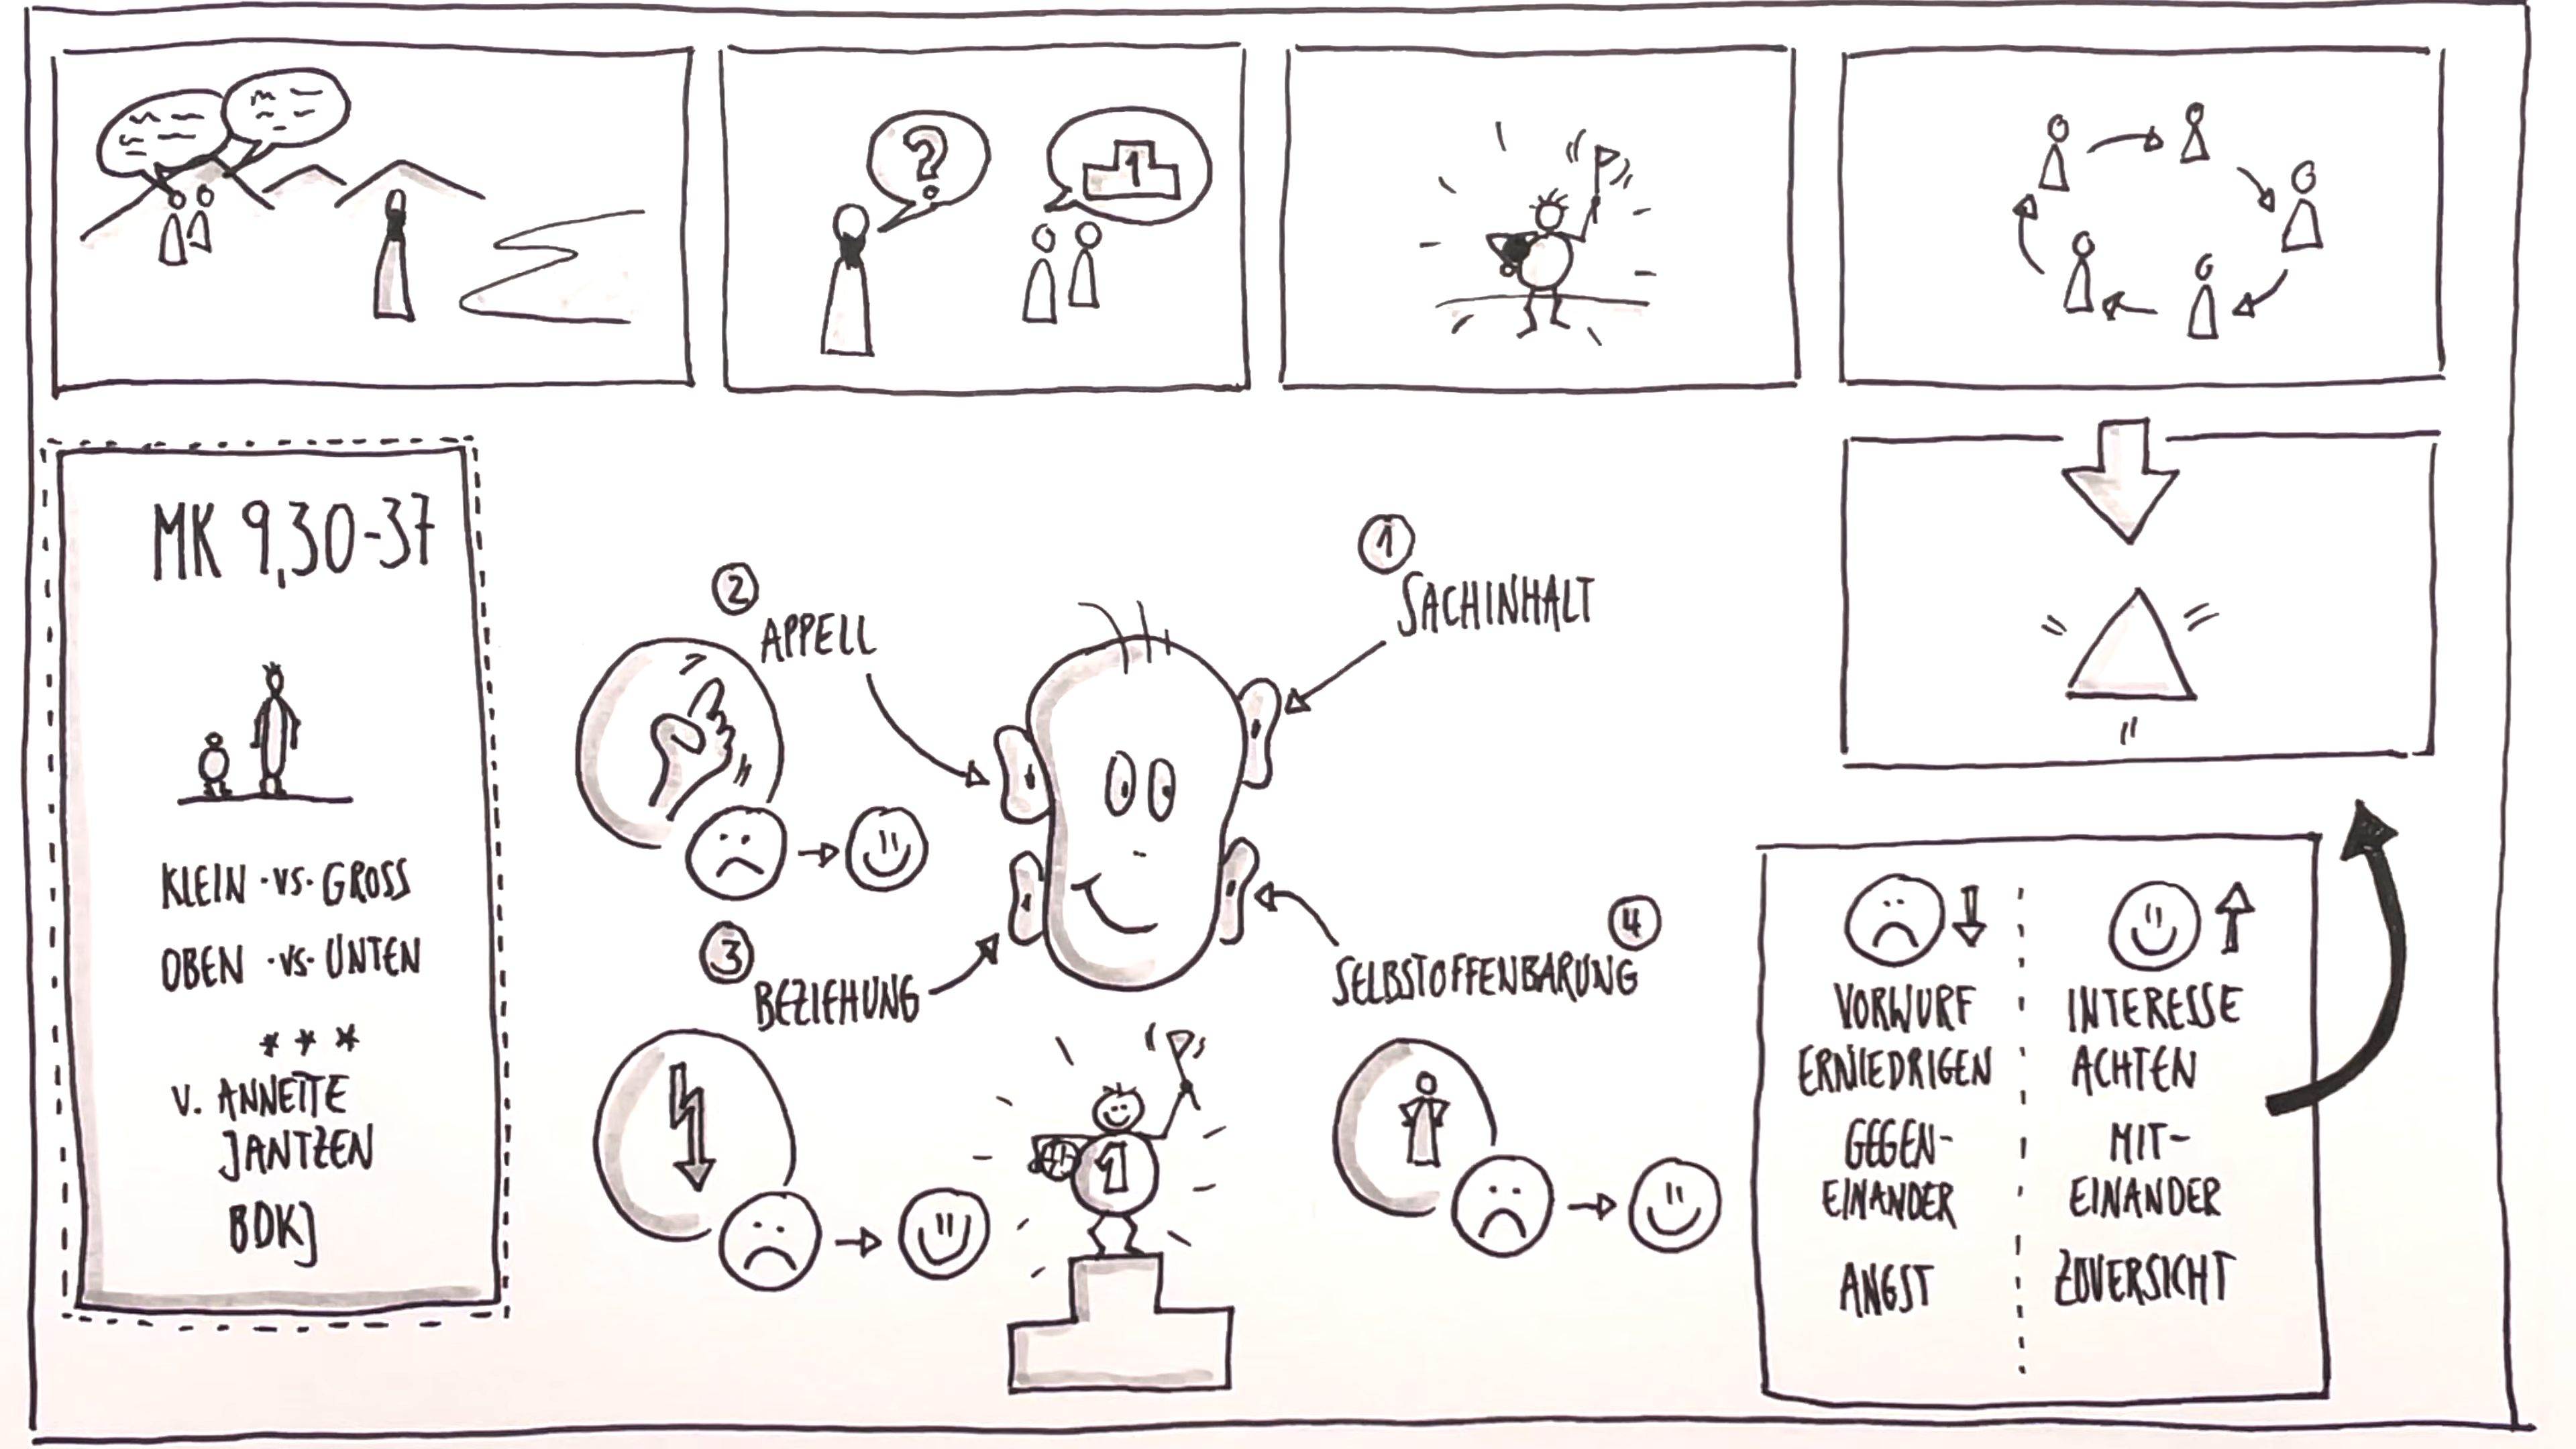 ?
1
MK 9,30-37
KLEIN ·VS· GROSS
OBEN ·VS· UNTEN
***
V. ANNETTE
JANTZEN
BDKJ
1
SACHINHALT
2
APPELL
3
BEZIEHUNG
4
SELBSTOFFENBARUNG
1
VORWURF
ERNIEDRIGEN
GEGEN-
EINANDER
ANGST
INTERESSE
ACHTEN
MIT-
EINANDER
ZUVERSICHT